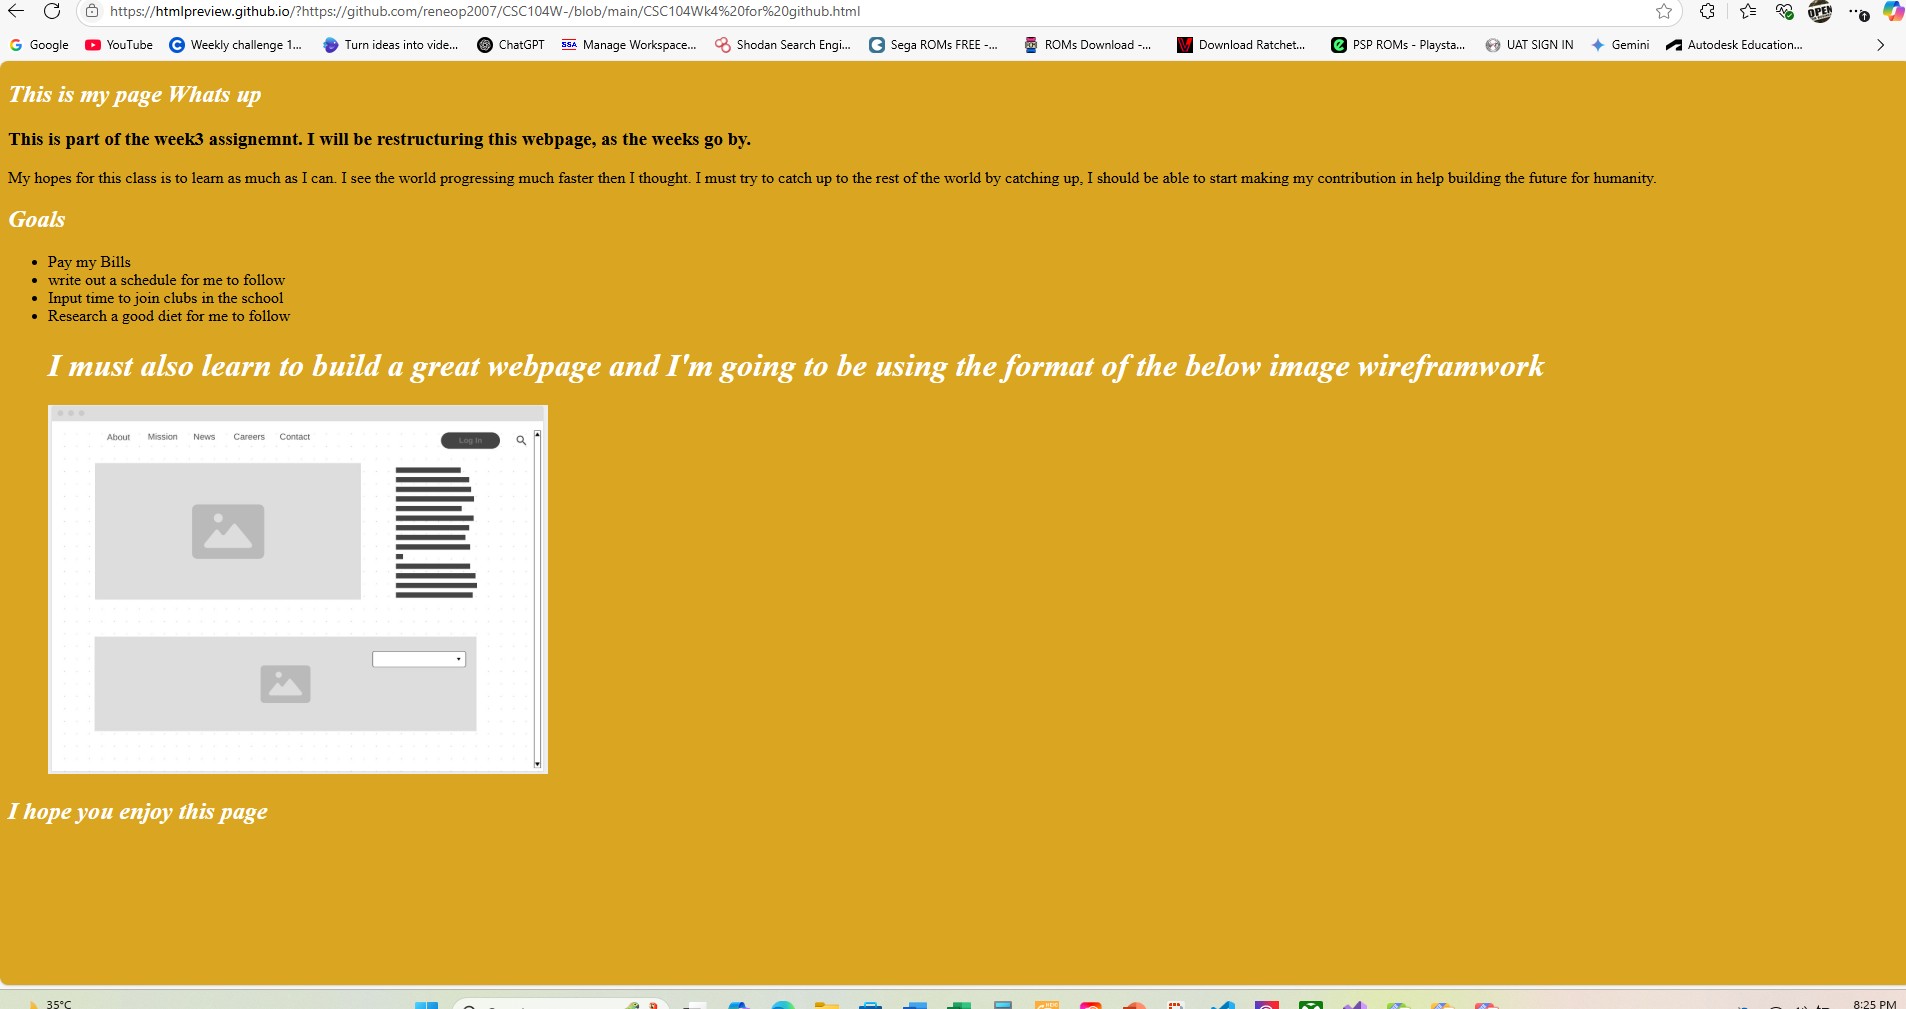 https://htmlpreview.github.io/?https://github.com/reneop2007/CSC104W-/blob/main/CSC104Wk4%20for%20github.html
OPEN
Google YouTube Weekly challenge 1... Turn ideas into vide... ChatGPT SSA Manage Workspace... Shodan Search Engi... Sega ROMs FREE -... ROMs Download -... Download Ratchet... PSP ROMs - Playsta... UAT SIGN IN Gemini Autodesk Education...
This is my page Whats up
This is part of the week3 assignemnt. I will be restructuring this webpage, as the weeks go by.
My hopes for this class is to learn as much as I can. I see the world progressing much faster then I thought. I must try to catch up to the rest of the world by catching up, I should be able to start making my contribution in help building the future for humanity.
Goals
Pay my Bills
write out a schedule for me to follow
Input time to join clubs in the school
Research a good diet for me to follow
I must also learn to build a great webpage and I'm going to be using the format of the below image wireframwork
About Mission News Careers Contact Log In
I hope you enjoy this page
35°C
8:25 PM